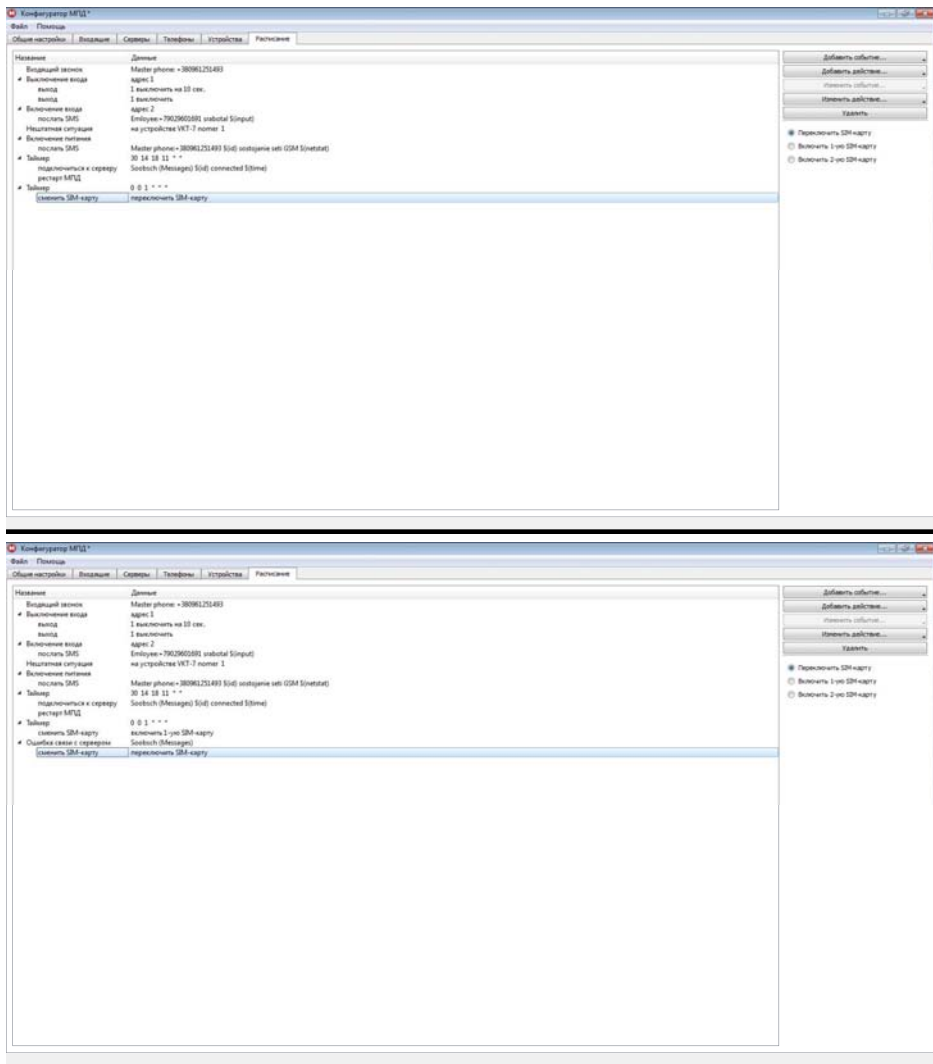 Конфигуратор МПД *
Файл Помощь
Общие настройки Входящие Серверы Телефоны Устройства Расписание
Название Данные
Входящий звонок Master phone: +380961251493
Выключение входа адрес 1
выход 1 выключить на 10 сек.
выход 1 выключить
Включение входа адрес 2
послать SMS Emloyee:+79029601691 srabotal $(input)
Нештатная ситуация на устройстве VKT-7 nomer 1
Включение питания
послать SMS Master phone:+380961251493 $(id) sostojanie seti GSM $(netstat)
Таймер 30 14 18 11 * *
подключиться к серверу Soobsch (Messages) $(id) connected $(time)
рестарт МПД
Таймер 0 0 1 * * *
сменить SIM-карту переключить SIM-карту
Добавить событие...
Добавить действие...
Изменить событие...
Изменить действие...
Удалить
Переключить SIM-карту
Включить 1-ую SIM-карту
Включить 2-ую SIM-карту
Конфигуратор МПД *
Файл Помощь
Общие настройки Входящие Серверы Телефоны Устройства Расписание
Название Данные
Входящий звонок Master phone: +380961251493
Выключение входа адрес 1
выход 1 выключить на 10 сек.
выход 1 выключить
Включение входа адрес 2
послать SMS Emloyee:+79029601691 srabotal $(input)
Нештатная ситуация на устройстве VKT-7 nomer 1
Включение питания
послать SMS Master phone:+380961251493 $(id) sostojanie seti GSM $(netstat)
Таймер 30 14 18 11 * *
подключиться к серверу Soobsch (Messages) $(id) connected $(time)
рестарт МПД
Таймер 0 0 1 * * *
сменить SIM-карту включить 1-ую SIM-карту
Ошибка связи с сервером Soobsch (Messages)
сменить SIM-карту переключить SIM-карту
Добавить событие...
Добавить действие...
Изменить событие...
Изменить действие...
Удалить
Переключить SIM-карту
Включить 1-ую SIM-карту
Включить 2-ую SIM-карту